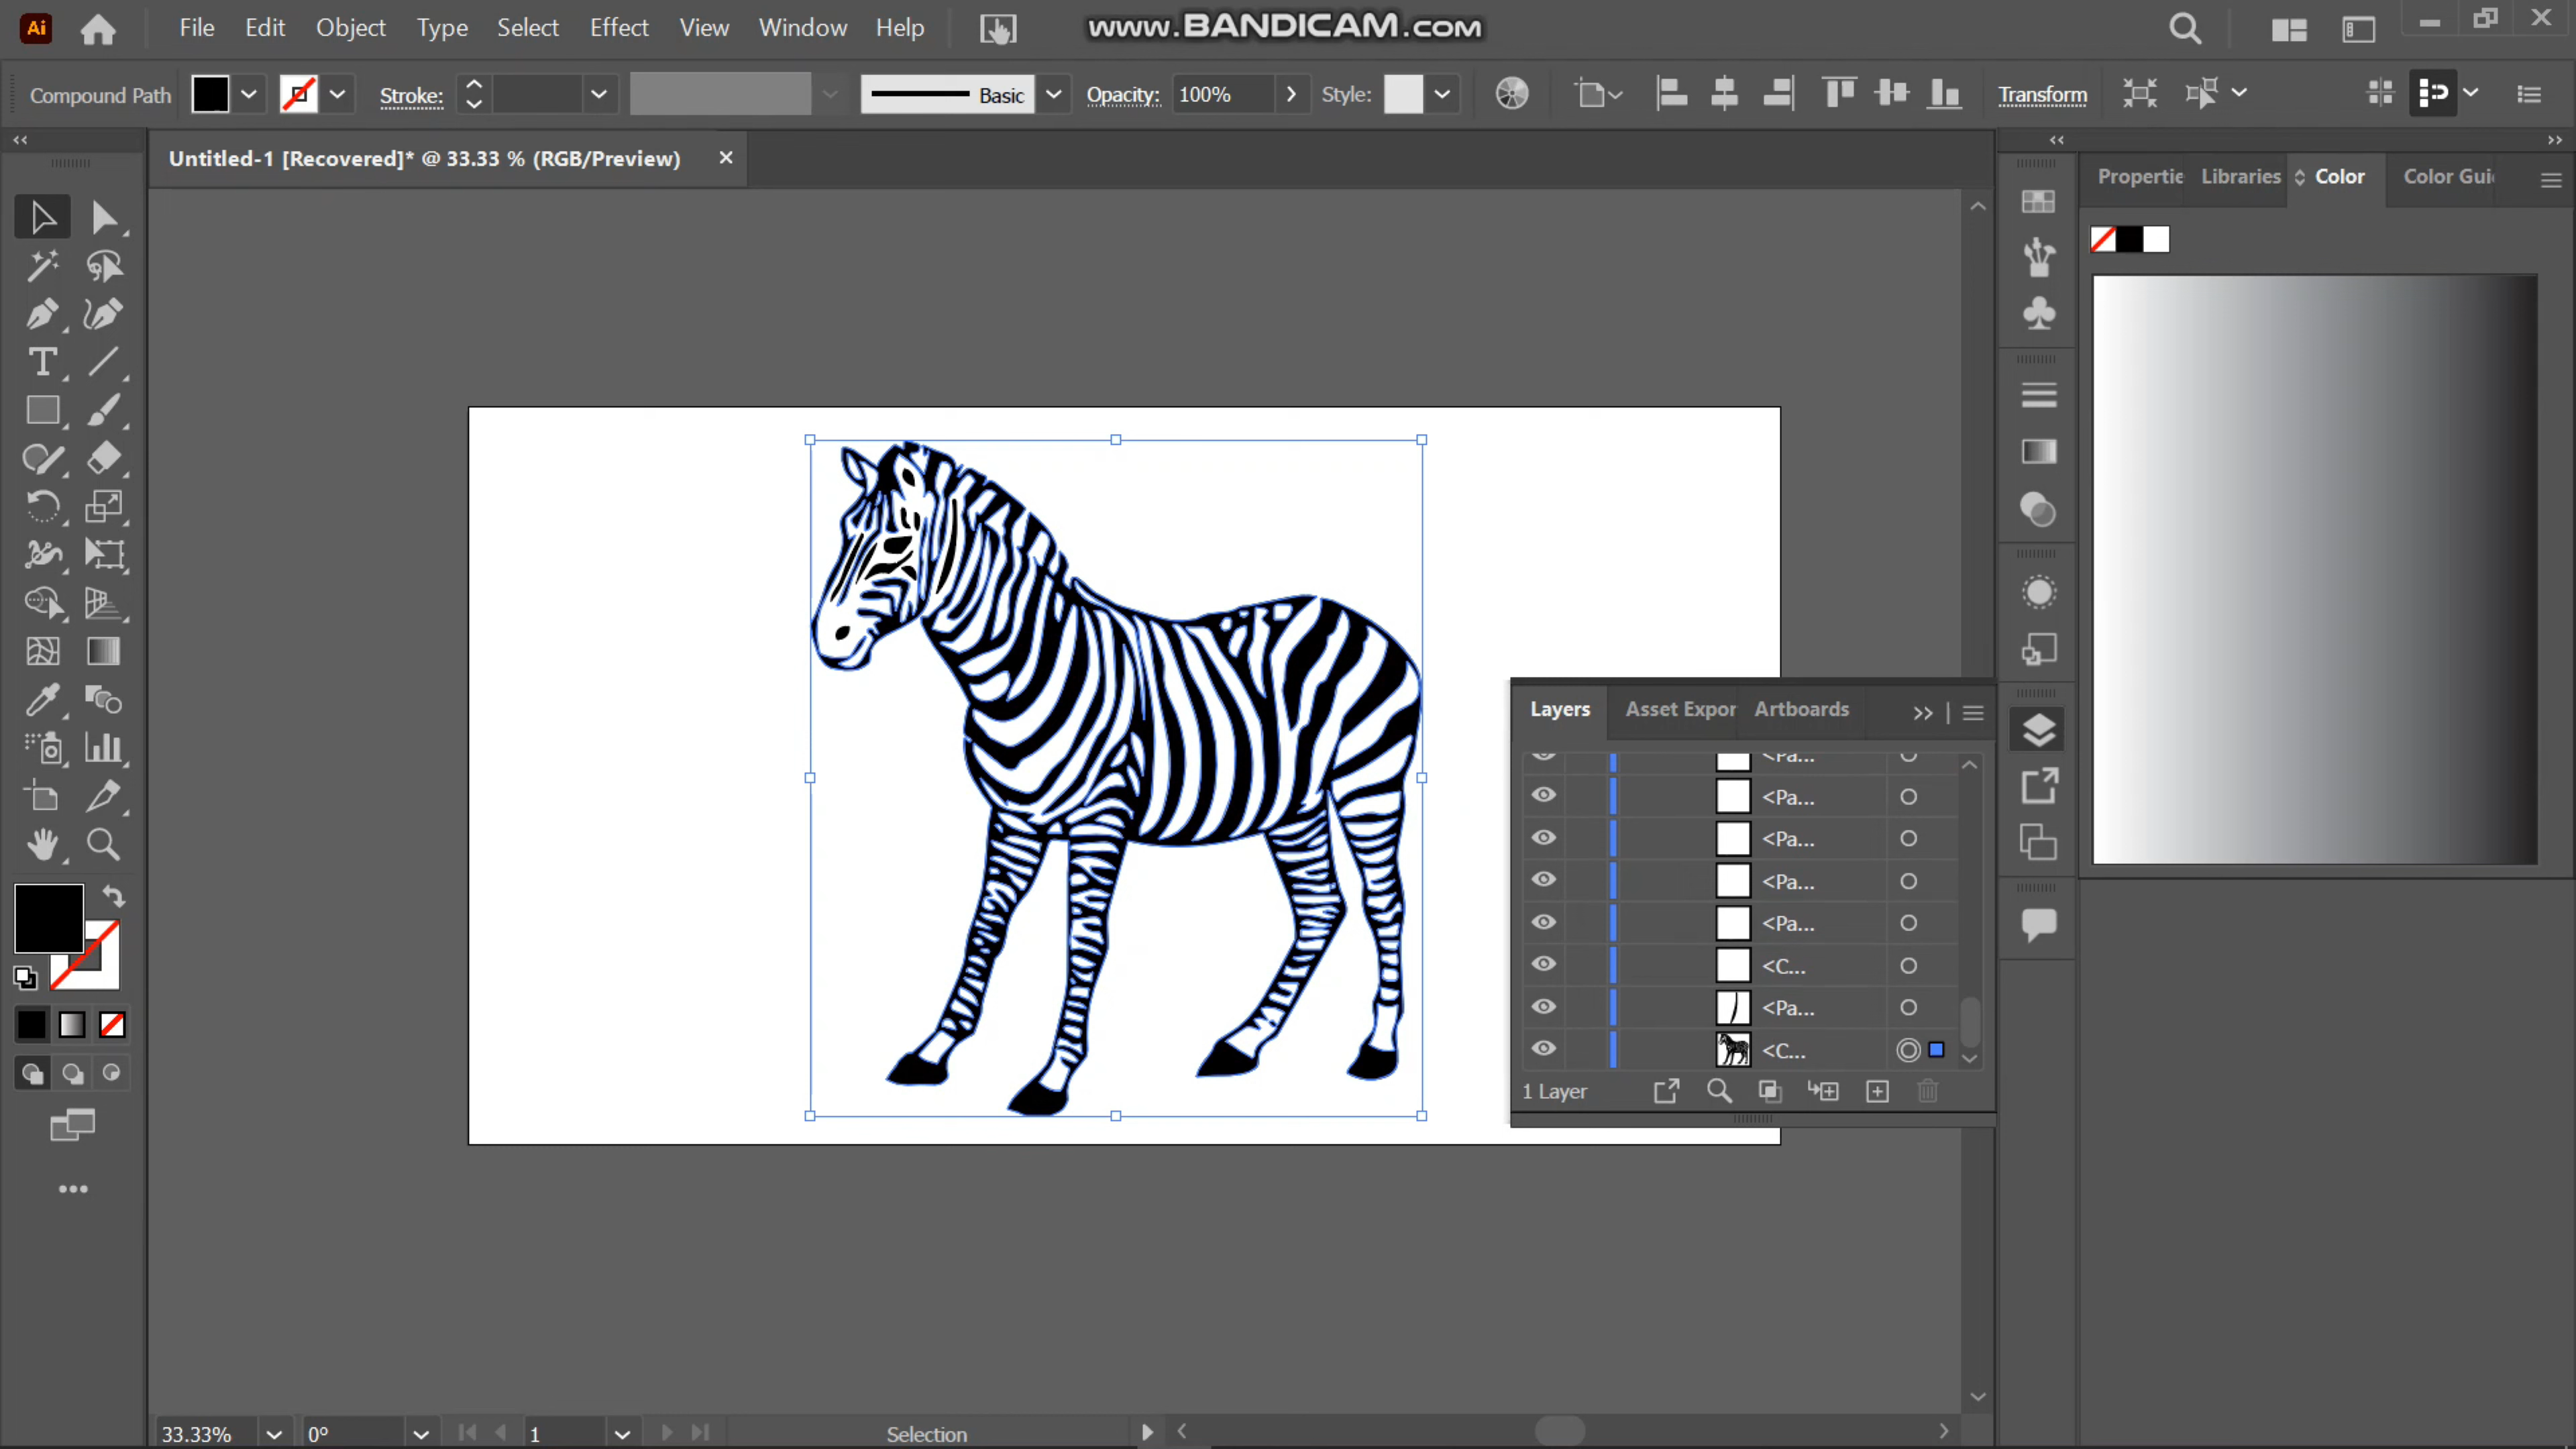 Ai
File Edit Object Type Select Effect View Window Help
www.BANDICAM.com
Compound Path
Stroke:
Basic
Opacity: 100%
Style:
Transform
Untitled-1 [Recovered]* @ 33.33 % (RGB/Preview)
Propertie Libraries Color Color Gui
Layers Asset Expor Artboards
<Pa...
<Pa...
<Pa...
<Pa...
<Pa...
<C...
<Pa...
<C...
1 Layer
33.33% 0° 1 Selection